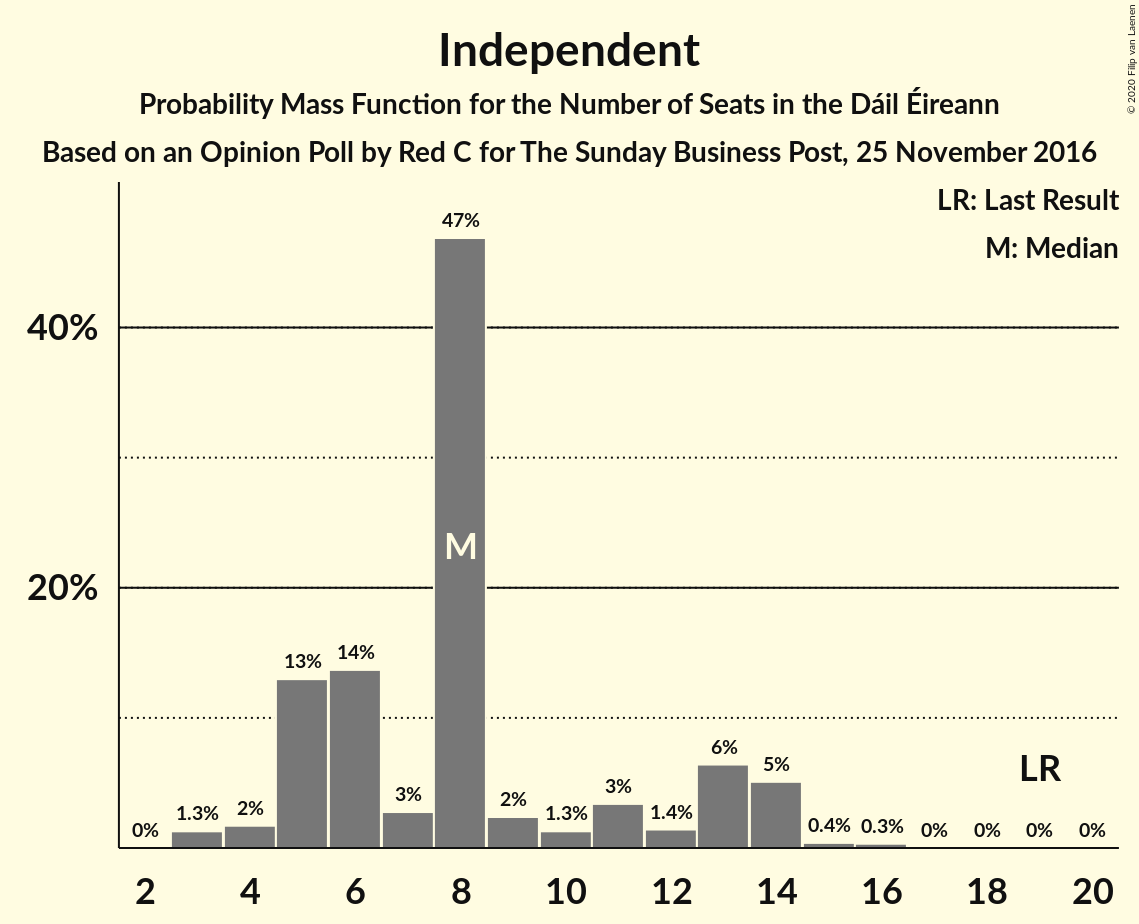 © 2020 Filip van Laenen
Independent
Probability Mass Function for the Number of Seats in the Dáil Éireann
Based on an Opinion Poll by Red C for The Sunday Business Post, 25 November 2016
LR: Last Result
M: Median
47%
40%
M
20%
14%
13%
6%
5%
LR
3%
3%
2%
2%
1.3%
1.3%
1.4%
0.4%
0.3%
0%
0%
0%
0%
0%
2 4 6 8 10 12 14 16 18 20